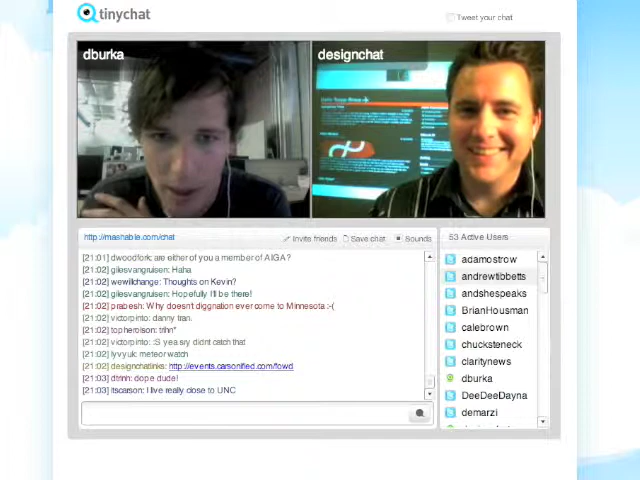 tinychat
Tweet your chat
dburka
designchat
http://mashable.com/chat
Invite friends
Save chat
Sounds
53 Active Users
[21:01] dwoodfork: are either of you a member of AIGA?
[21:02] gilesvangruisen: Haha
[21:02] wewillchange: Thoughts on Kevin?
[21:02] gilesvangruisen: Hopefully I'll be there!
[21:02] prabesh: Why doesn't diggnation ever come to Minnesota :-(
[21:02] victorpinto: danny tran.
[21:02] topherolson: trihn*
[21:02] victorpinto: :S yea sry didnt catch that
[21:02] lyvyuk: meteor watch
[21:02] designchatlinks: http://events.carsonified.com/fowd
[21:03] dtrinh: dope dude!
[21:03] itscarson: I live really close to UNC
adamostrow
andrewtibbetts
andshespeaks
BrianHousman
calebrown
chucksteneck
claritynews
dburka
DeeDeeDayna
demarzi